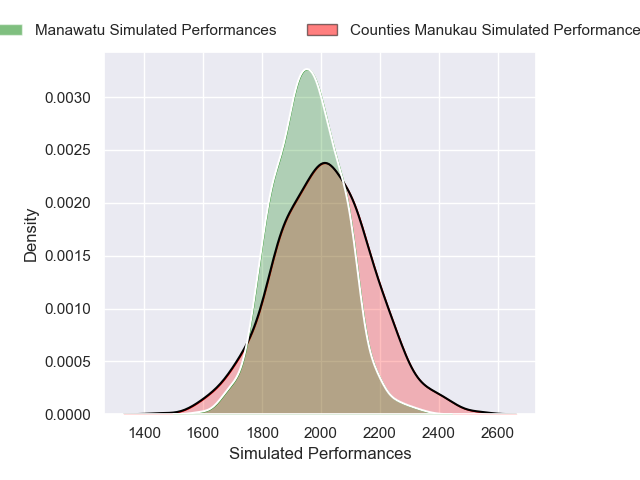 Manawatu Simulated Performances
Counties Manukau Simulated Performance
0.0030
0.0025
0.0020
0.0015
0.0010
0.0005
0.0000
Density
1400 1600 1800 2000 2200 2400 2600
Simulated Performances